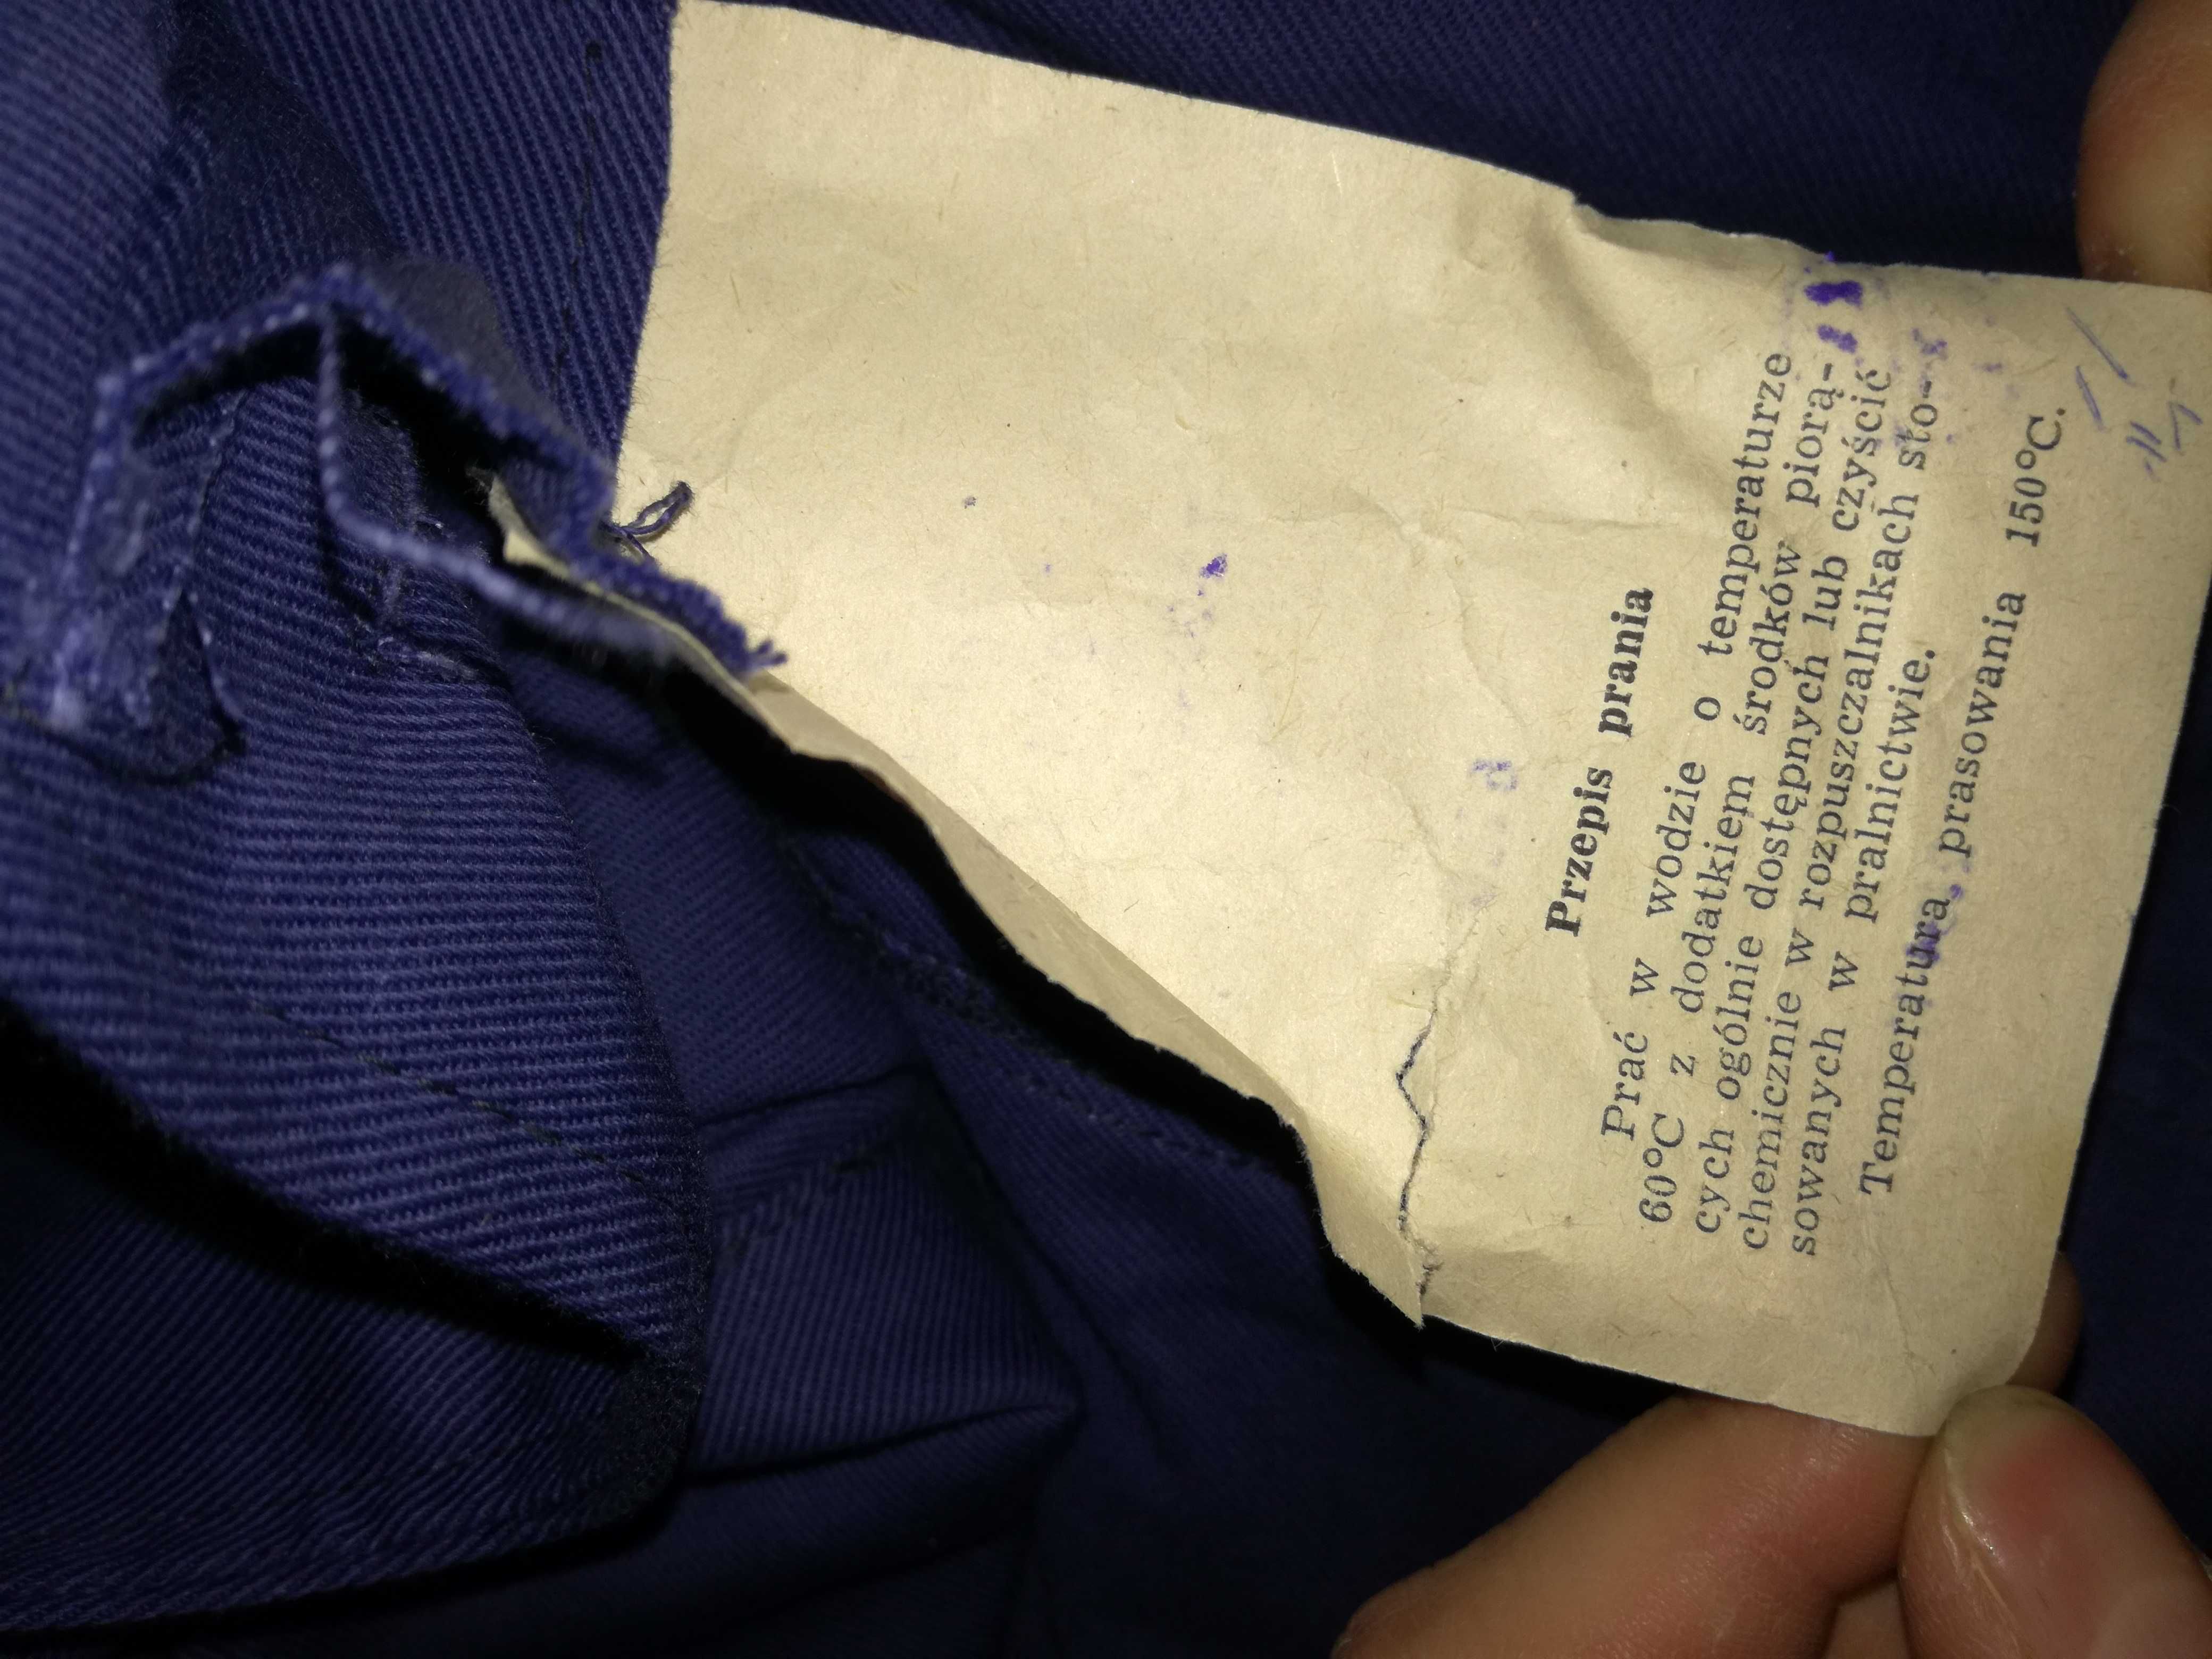 Przepis prania
Prać w wodzie o temperaturze
60°C z dodatkiem środków piorą-
cych ogólnie dostępnych lub czyścić
chemicznie w rozpuszczalnikach sto-
sowanych w pralnictwie.
Temperatura prasowania 150°C.